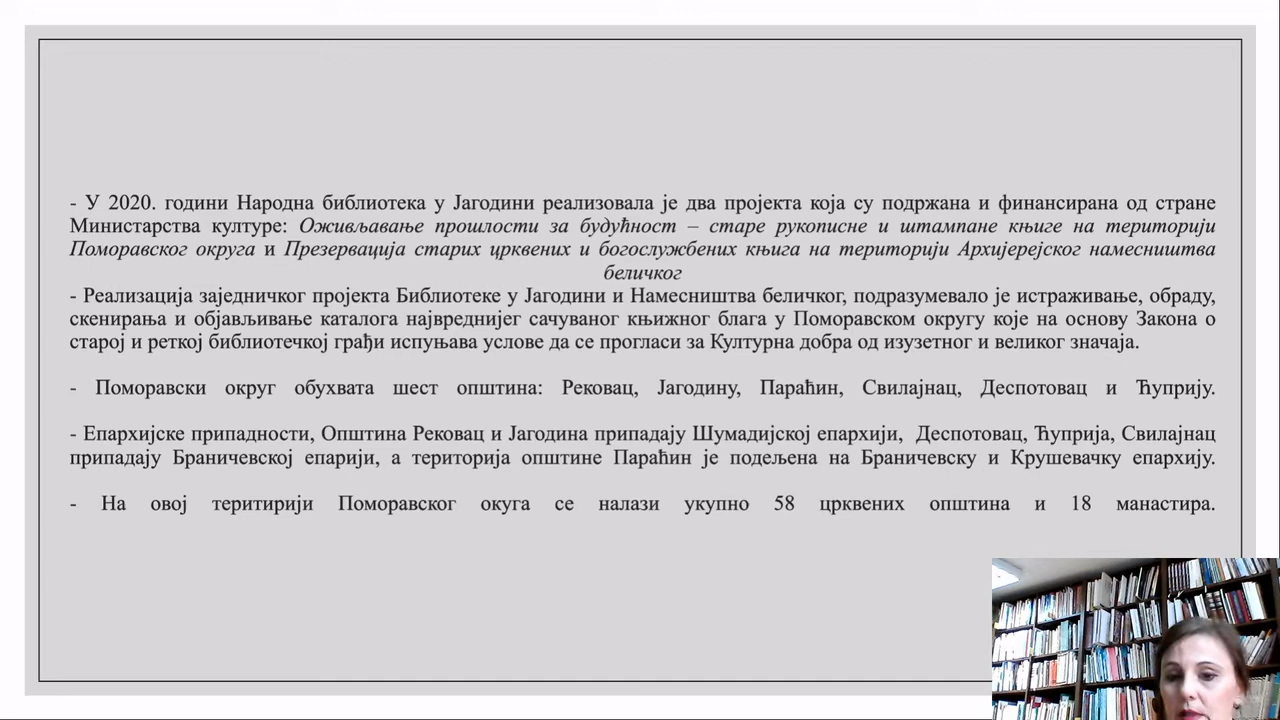 - У 2020. години Народна библиотека у Јагодини реализовала је два пројекта која су подржана и финансирана од стране
Министарства културе: Оживљавање прошлости за будућност – старе рукописне и штампане књиге на територији
Поморавског округа и Презервација старих црквених и богослужбених књига на територији Архијерејског намесништва
беличког
- Реализација заједничког пројекта Библиотеке у Јагодини и Намесништва беличког, подразумевало је истраживање, обраду,
скенирања и објављивање каталога највреднијег сачуваног књижног блага у Поморавском округу које на основу Закона о
старој и реткој библиотечкој грађи испуњава услове да се прогласи за Културна добра од изузетног и великог значаја.
- Поморавски округ обухвата шест општина: Рековац, Јагодину, Параћин, Свилајнац, Деспотовац и Ћуприју.
- Епархијске припадности, Општина Рековац и Јагодина припадају Шумадијској епархији, Деспотовац, Ћуприја, Свилајнац
припадају Браничевској епарији, а територија општине Параћин је подељена на Браничевску и Крушевачку епархију.
- На овој теритирији Поморавског окуга се налази укупно 58 црквених општина и 18 манастира.